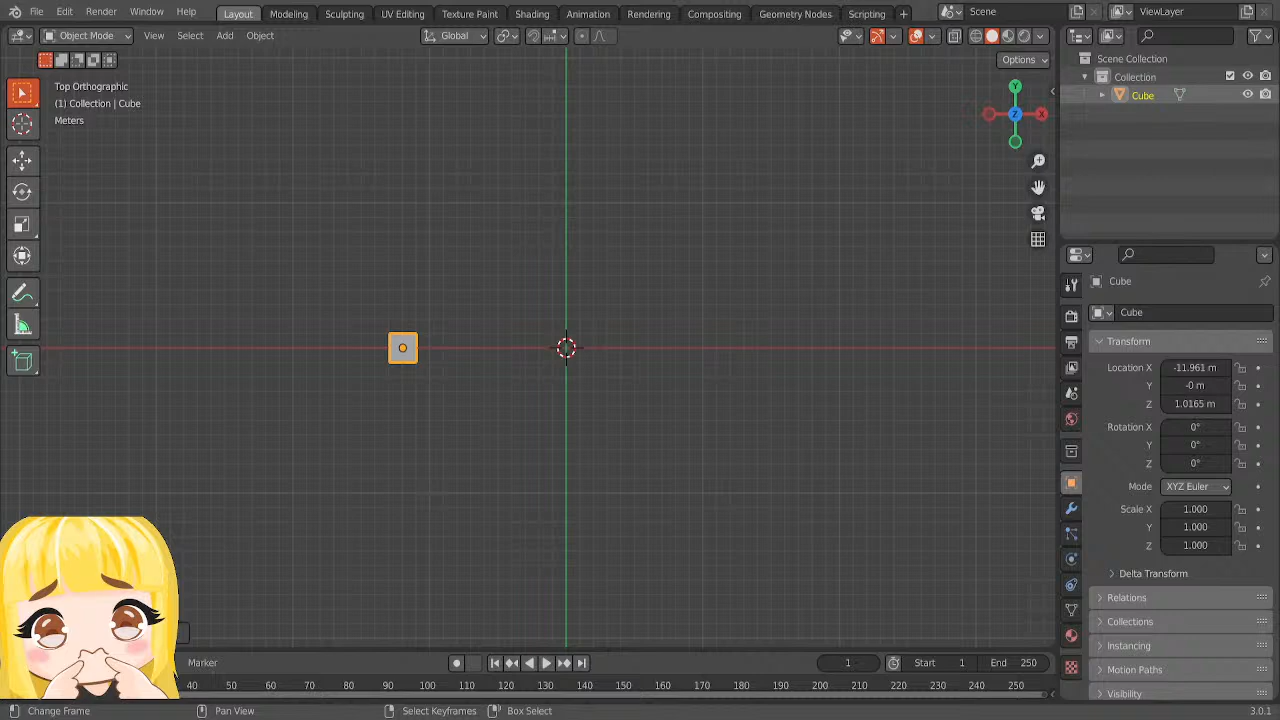 File Edit Render Window Help Layout Modeling Sculpting UV Editing Texture Paint Shading Animation Rendering Compositing Geometry Nodes Scripting + Scene ViewLayer
Object Mode View Select Add Object Global
Options
Top Orthographic
(1) Collection | Cube
Meters
Y
X
Z
Scene Collection
Collection
Cube
Cube
Cube
Transform
Location X -11.961 m
Y -0 m
Z 1.0165 m
Rotation X 0°
Y 0°
Z 0°
Mode XYZ Euler
Scale X 1.000
Y 1.000
Z 1.000
Delta Transform
Relations
Collections
Instancing
Motion Paths
Visibility
Marker 1 Start 1 End 250
40 50 60 70 80 90 100 110 120 130 135 140 150 160 170 180 190 200 210 220 230 240 250
Change Frame Pan View Select Keyframes Box Select 3.0.1